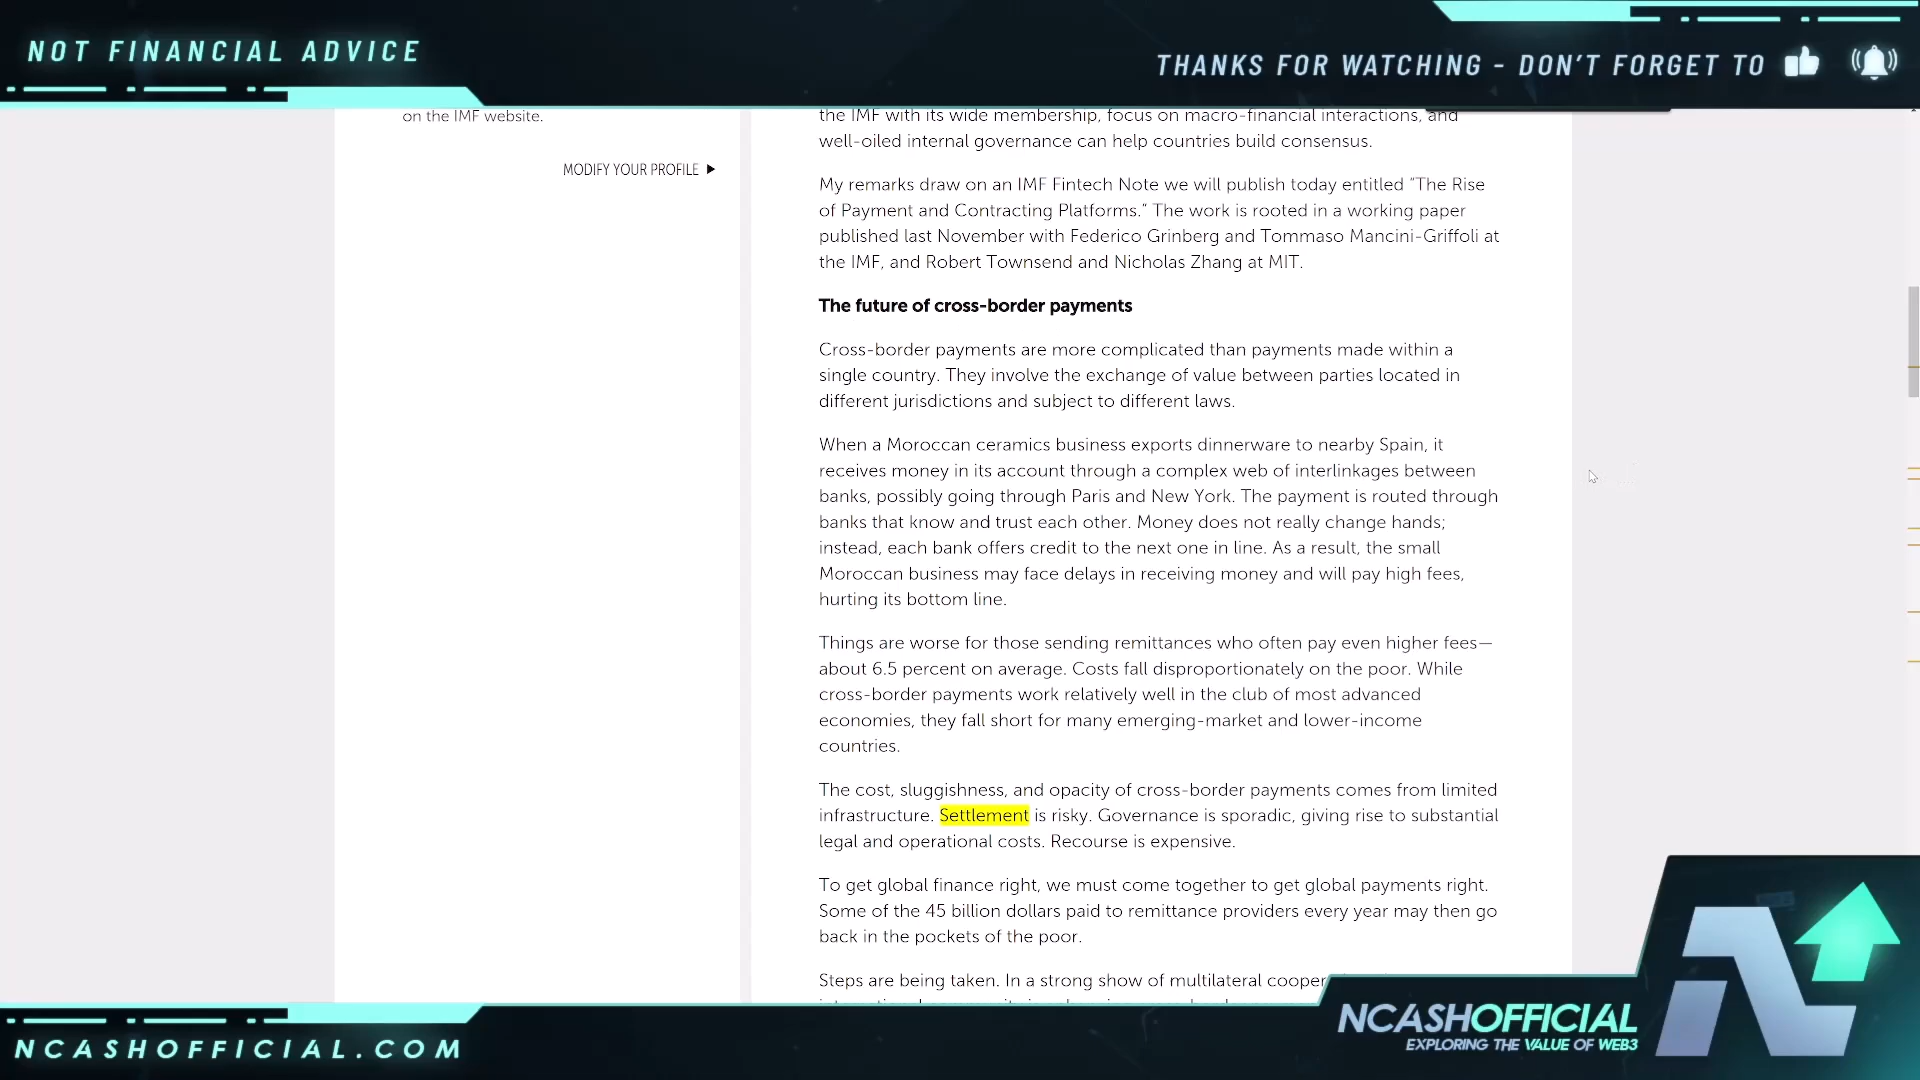 NOT FINANCIAL ADVICE
THANKS FOR WATCHING - DON'T FORGET TO
on the IMF website.
MODIFY YOUR PROFILE
the IMF with its wide membership, focus on macro-financial interactions, and
well-oiled internal governance can help countries build consensus.
My remarks draw on an IMF Fintech Note we will publish today entitled “The Rise
of Payment and Contracting Platforms.” The work is rooted in a working paper
published last November with Federico Grinberg and Tommaso Mancini-Griffoli at
the IMF, and Robert Townsend and Nicholas Zhang at MIT.
The future of cross-border payments
Cross-border payments are more complicated than payments made within a
single country. They involve the exchange of value between parties located in
different jurisdictions and subject to different laws.
When a Moroccan ceramics business exports dinnerware to nearby Spain, it
receives money in its account through a complex web of interlinkages between
banks, possibly going through Paris and New York. The payment is routed through
banks that know and trust each other. Money does not really change hands;
instead, each bank offers credit to the next one in line. As a result, the small
Moroccan business may face delays in receiving money and will pay high fees,
hurting its bottom line.
Things are worse for those sending remittances who often pay even higher fees—
about 6.5 percent on average. Costs fall disproportionately on the poor. While
cross-border payments work relatively well in the club of most advanced
economies, they fall short for many emerging-market and lower-income
countries.
The cost, sluggishness, and opacity of cross-border payments comes from limited
infrastructure. Settlement is risky. Governance is sporadic, giving rise to substantial
legal and operational costs. Recourse is expensive.
To get global finance right, we must come together to get global payments right.
Some of the 45 billion dollars paid to remittance providers every year may then go
back in the pockets of the poor.
Steps are being taken. In a strong show of multilateral
NCASHOFFICIAL.COM
NCASHOFFICIAL
EXPLORING THE VALUE OF WEB3